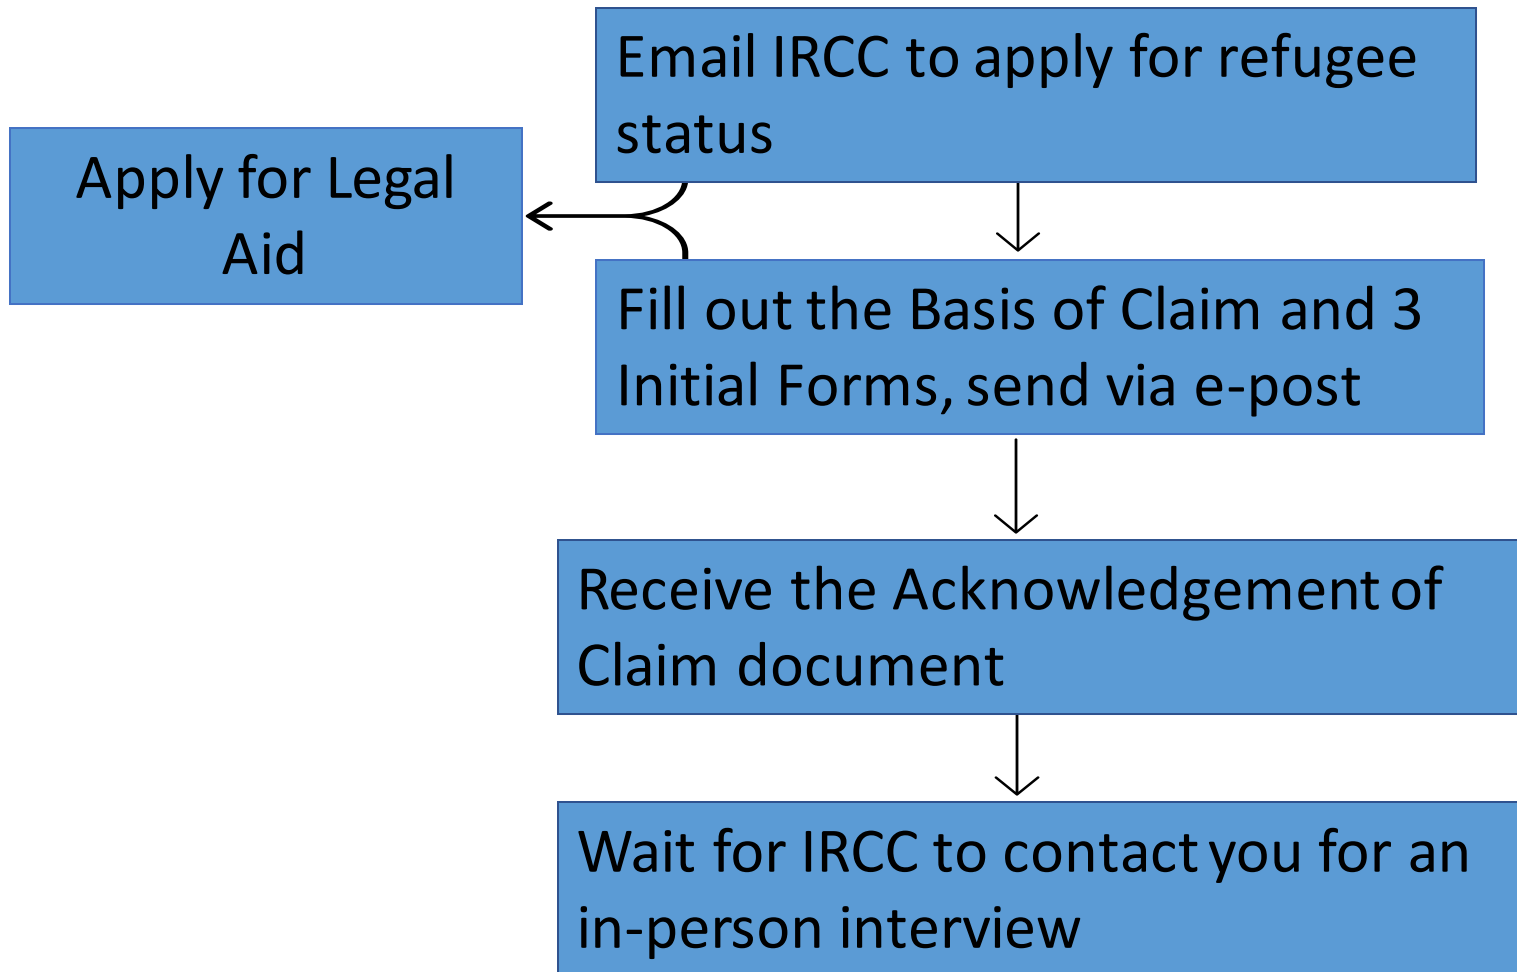 Email IRCC to apply for refugee
status
Apply for Legal
Aid
Fill out the Basis of Claim and 3
Initial Forms, send via e-post
Receive the Acknowledgement of
Claim document
Wait for IRCC to contact you for an
in-person interview